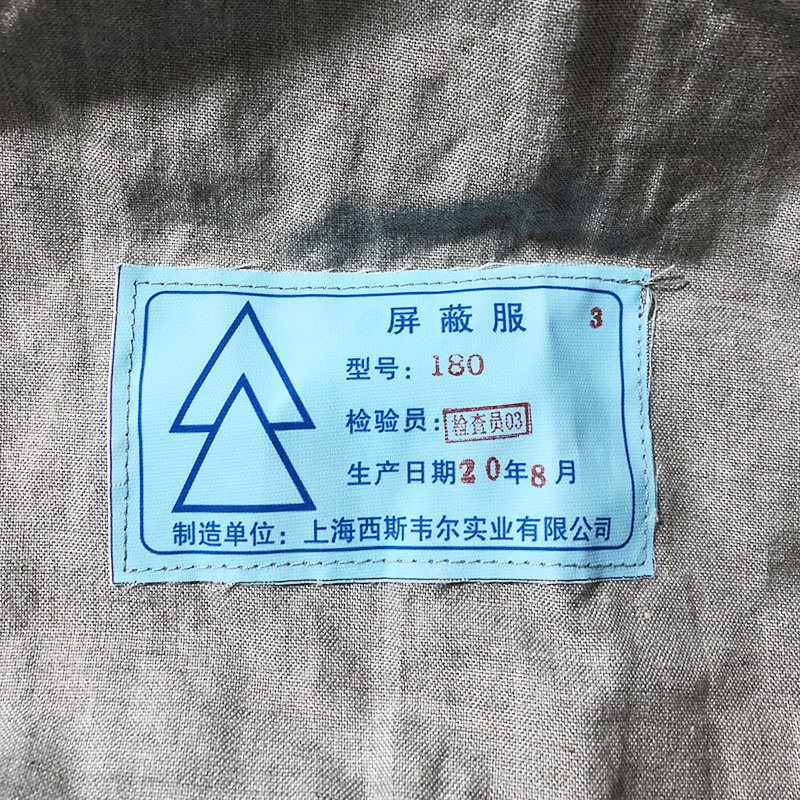 屏蔽服 3
型号：180
检验员：检查员03
生产日期20年8月
制造单位：上海西斯韦尔实业有限公司